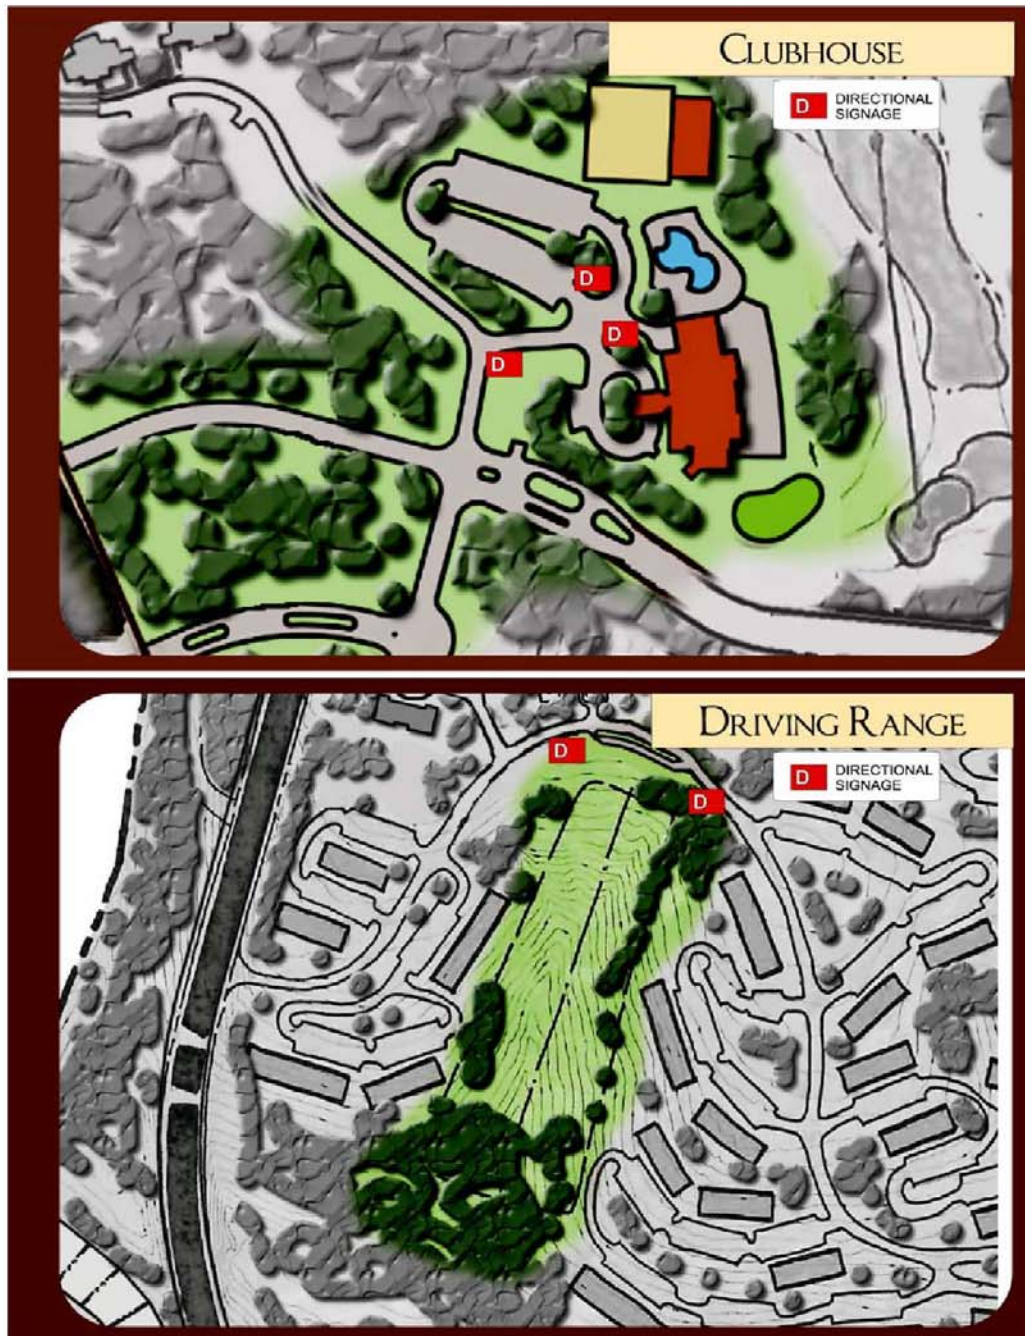 CLUBHOUSE
D DIRECTIONAL
SIGNAGE
D
D
D
DRIVING RANGE
D
D DIRECTIONAL
SIGNAGE
D